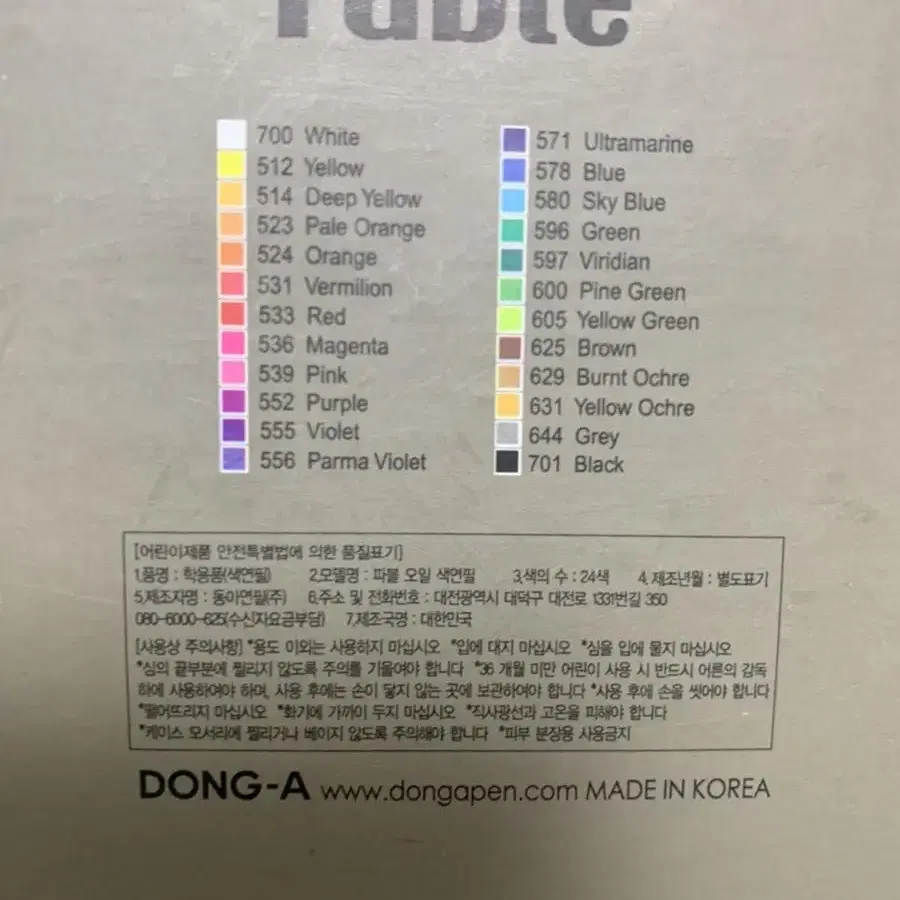 Fable
700 White
512 Yellow
514 Deep Yellow
523 Pale Orange
524 Orange
531 Vermilion
533 Red
536 Magenta
539 Pink
552 Purple
555 Violet
556 Parma Violet
571 Ultramarine
578 Blue
580 Sky Blue
596 Green
597 Viridian
600 Pine Green
605 Yellow Green
625 Brown
629 Burnt Ochre
631 Yellow Ochre
644 Grey
701 Black
[어린이제품 안전특별법에 의한 품질표기]
1.품명 : 학용품(색연필) 2.모델명 : 파블 오일 색연필 3.색의 수 : 24색 4. 제조년월 : 별도표기
5.제조자명 : 동아연필(주) 6.주소 및 전화번호 : 대전광역시 대덕구 대전로 1331번길 350
080-6000-625(수신자요금부담) 7.제조국명 : 대한민국
[사용상 주의사항] *용도 이외는 사용하지 마십시오 *입에 대지 마십시오 *심을 입에 물지 마십시오
*심의 끝부분에 찔리지 않도록 주의를 기울여야 합니다 *36 개월 미만 어린이 사용 시 반드시 어른의 감독
하에 사용하여야 하며, 사용 후에는 손이 닿지 않는 곳에 보관하여야 합니다 *사용 후에 손을 씻어야 합니다
*떨어뜨리지 마십시오 *화기에 가까이 두지 마십시오 *직사광선과 고온을 피해야 합니다
*케이스 모서리에 찔리거나 베이지 않도록 주의해야 합니다 *피부 분장용 사용금지
DONG-A www.dongapen.com MADE IN KOREA